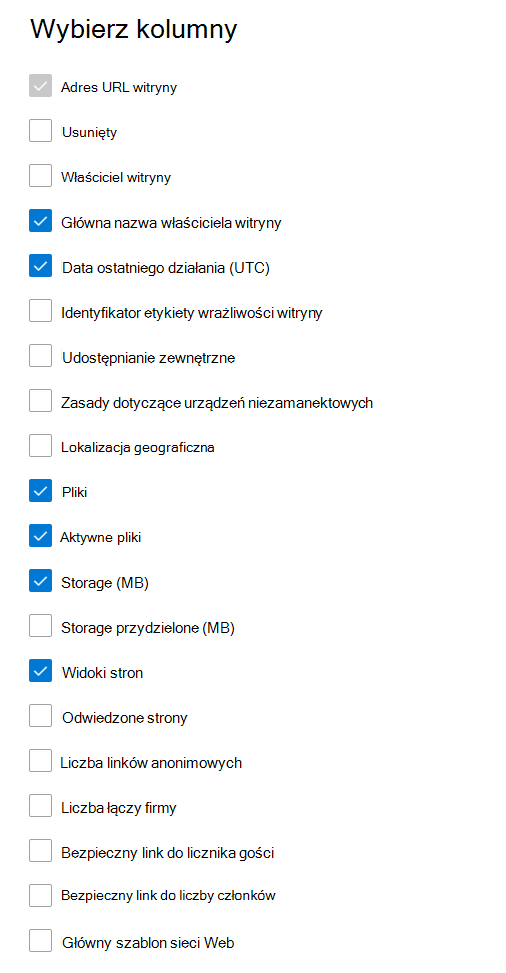 Wybierz kolumny
Adres URL witryny
Usunięty
Właściciel witryny
Główna nazwa właściciela witryny
Data ostatniego działania (UTC)
Identyfikator etykiety wrażliwości witryny
Udostępnianie zewnętrzne
Zasady dotyczące urządzeń niezamanektowych
Lokalizacja geograficzna
Pliki
Aktywne pliki
Storage (MB)
Storage przydzielone (MB)
Widoki stron
Odwiedzone strony
Liczba linków anonimowych
Liczba łączy firmy
Bezpieczny link do licznika gości
Bezpieczny link do liczby członków
Główny szablon sieci Web